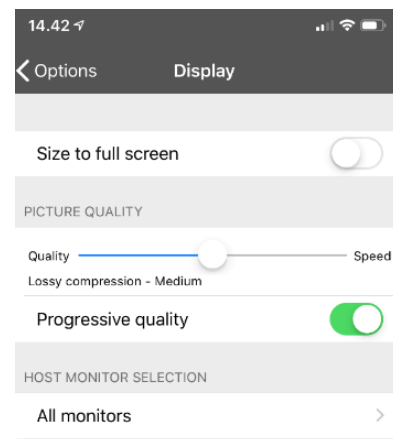 14.42
Options Display
Size to full screen
PICTURE QUALITY
Quality Speed
Lossy compression - Medium
Progressive quality
HOST MONITOR SELECTION
All monitors